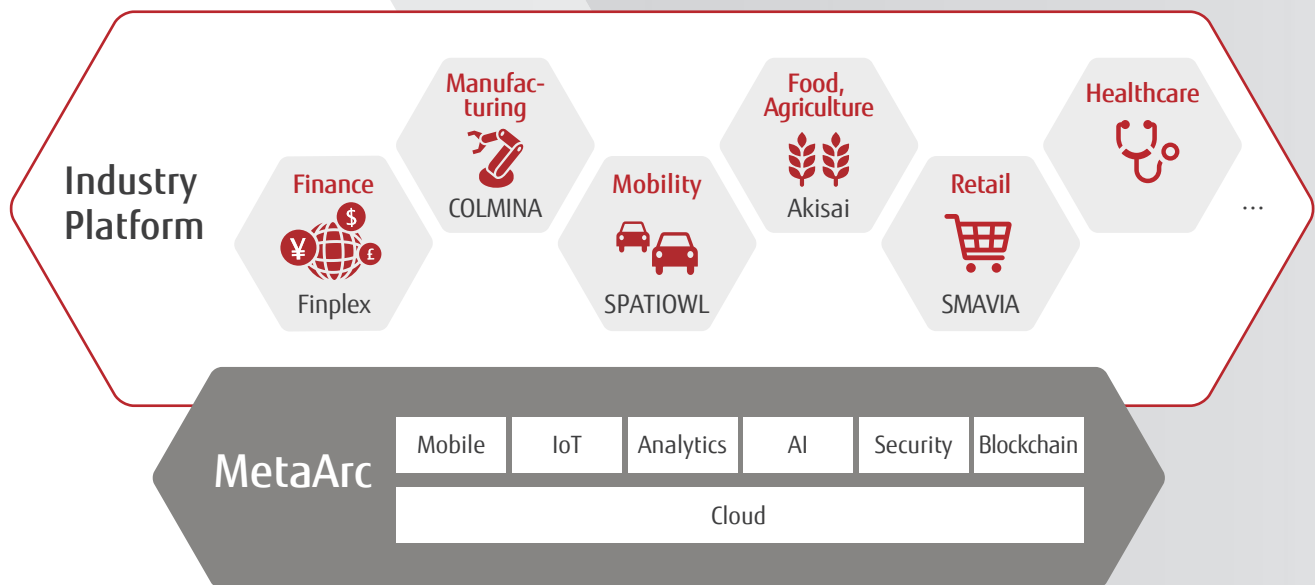 Industry
Platform
Finance
¥
$
£
Finplex
Manufac-
turing
COLMINA
Mobility
SPATIOWL
Food,
Agriculture
Akisai
Retail
SMAVIA
Healthcare
...
MetaArc
Mobile
IoT
Analytics
AI
Security
Blockchain
Cloud